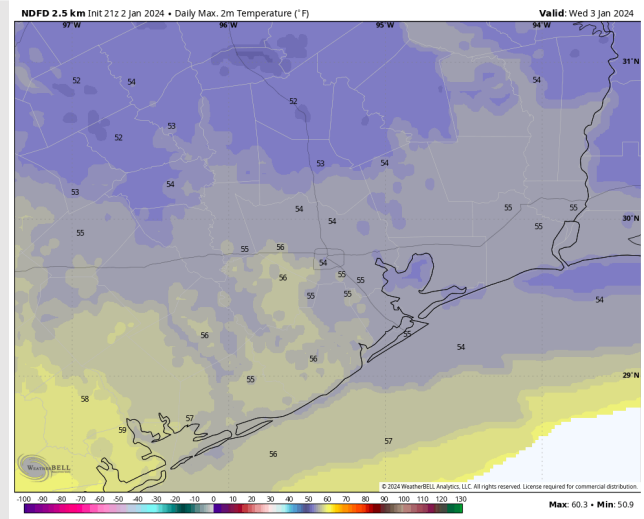 NDFD 2.5 km Init 21z 2 Jan 2024 • Daily Max. 2m Temperature (°F)
Valid: Wed 3 Jan 2024
97°W 96°W 95°W 94°W
31°N
52 54 54
52
53
52
53 54
54
53
54
54
55 55
30°N
55
55
55 56
54
56
55
55
55
55
54
56
55
54
56
29°N
55
58
57
59
57
56
WEATHERBELL
© 2024 WeatherBELL Analytics, LLC. All rights reserved. License required for commercial distribution.
-100 -90 -80 -70 -60 -50 -40 -30 -20 -10 0 10 20 30 40 50 60 70 80 90 100 110 120 130
Max: 60.3 • Min: 50.9